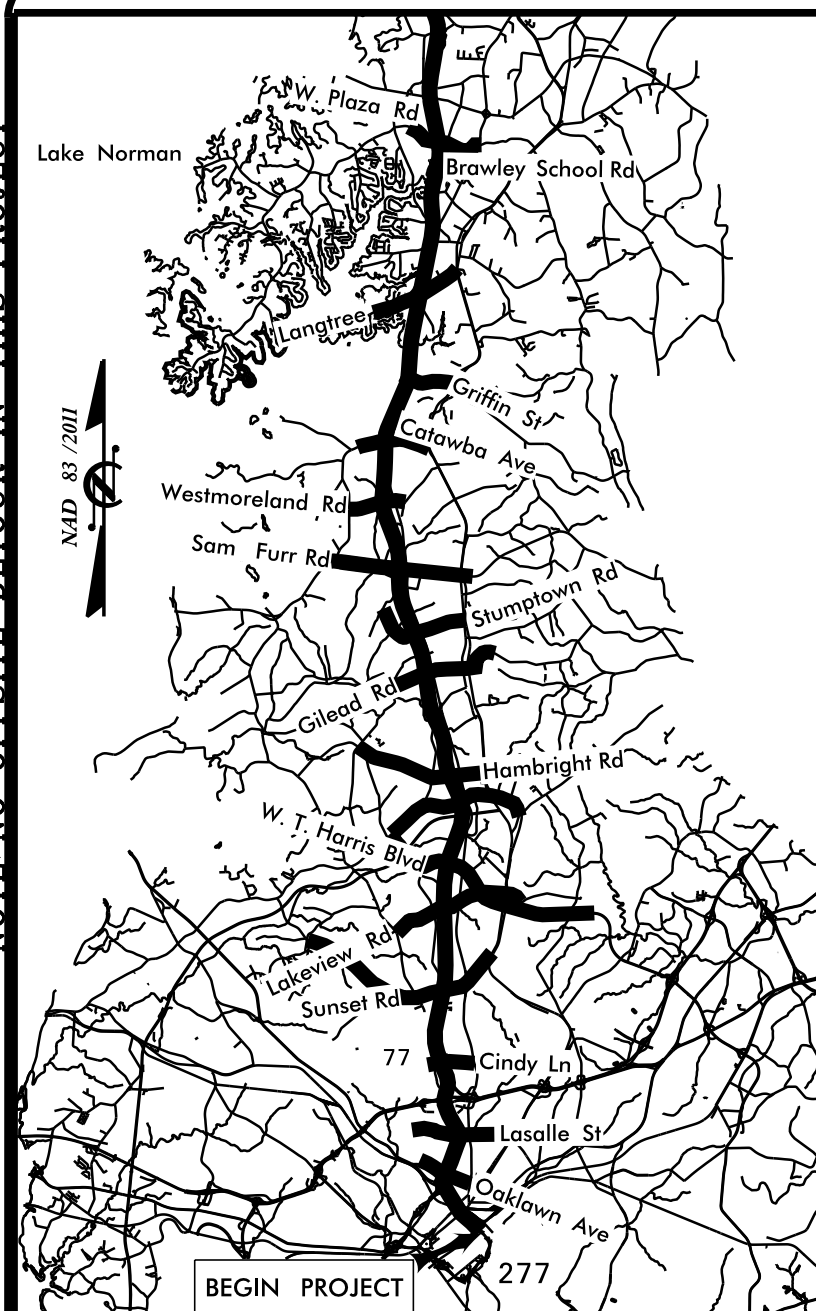 W. Plaza Rd
Lake Norman
Brawley School Rd
Langtree
Griffin St
Catawba Ave
NAD 83 /2011
Westmoreland Rd
Sam Furr Rd
Stumptown Rd
Gilead Rd
Hambright Rd
W. T. Harris Blvd
Lakeview Rd
Sunset Rd
77
Cindy Ln
Lasalle St
Oaklawn Ave
277
BEGIN PROJECT